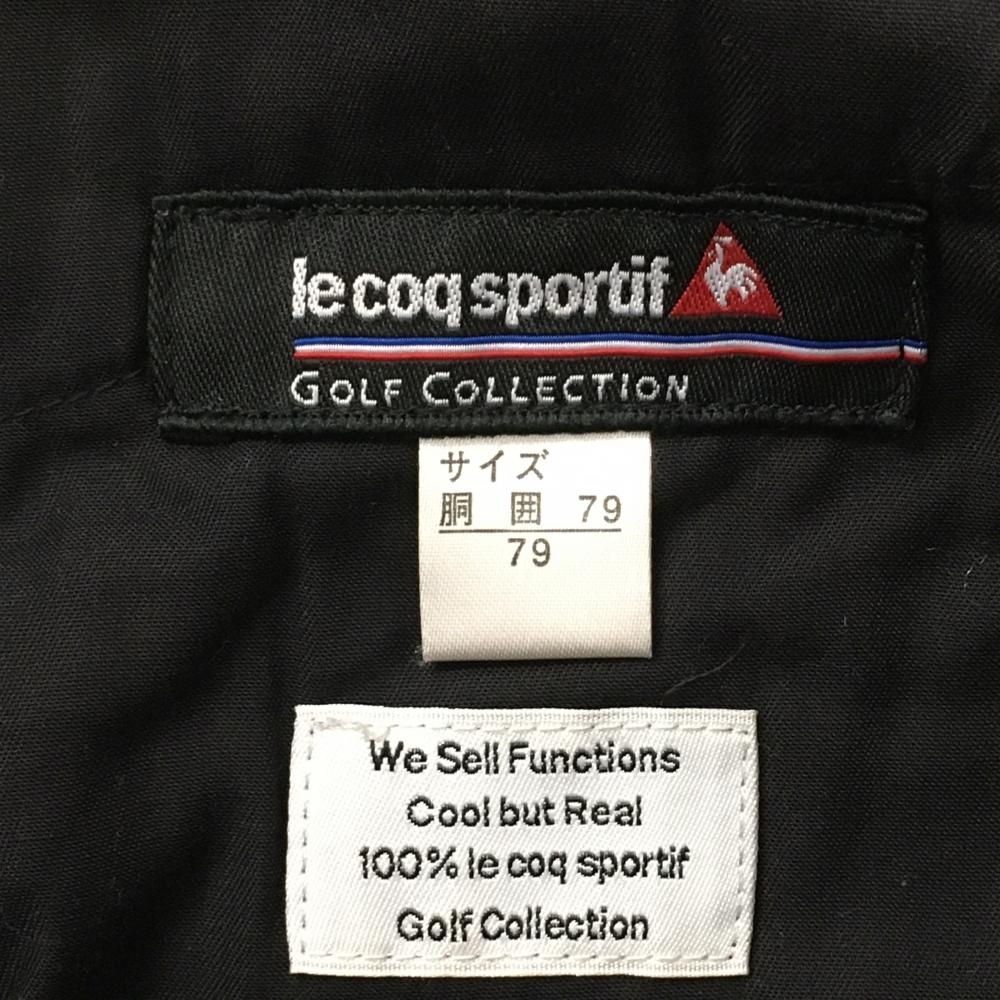 le coq sportif
GOLF COLLECTION
サイズ
胴 囲 79
79
We Sell Functions
Cool but Real
100% le coq sportif
Golf Collection